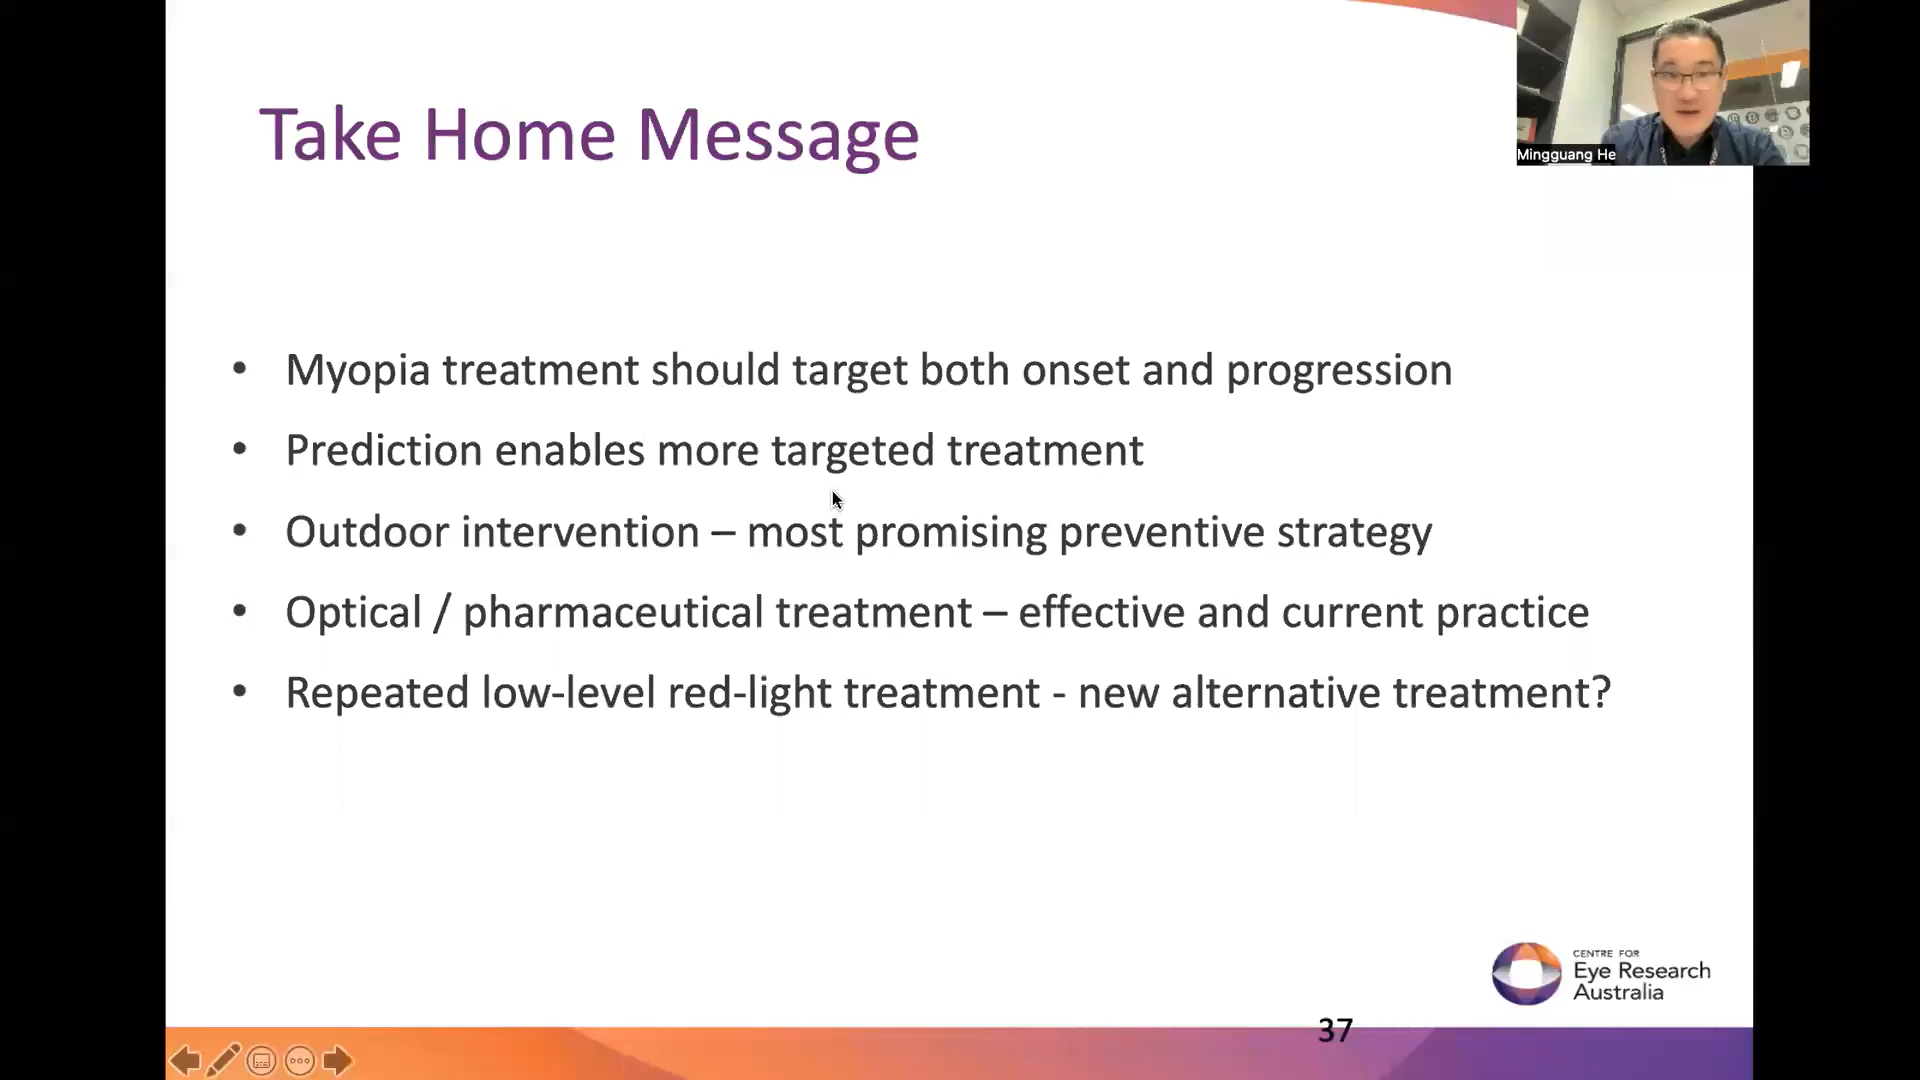 Take Home Message
Mingguang He
• Myopia treatment should target both onset and progression
• Prediction enables more targeted treatment
• Outdoor intervention – most promising preventive strategy
• Optical / pharmaceutical treatment – effective and current practice
• Repeated low-level red-light treatment - new alternative treatment?
CENTRE FOR
Eye Research
Australia
37